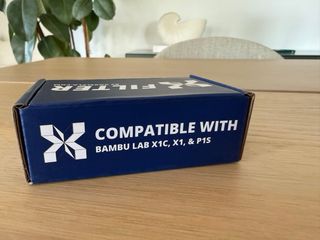 FILTER
COMPATIBLE WITH
BAMBU LAB X1C, X1, & P1S